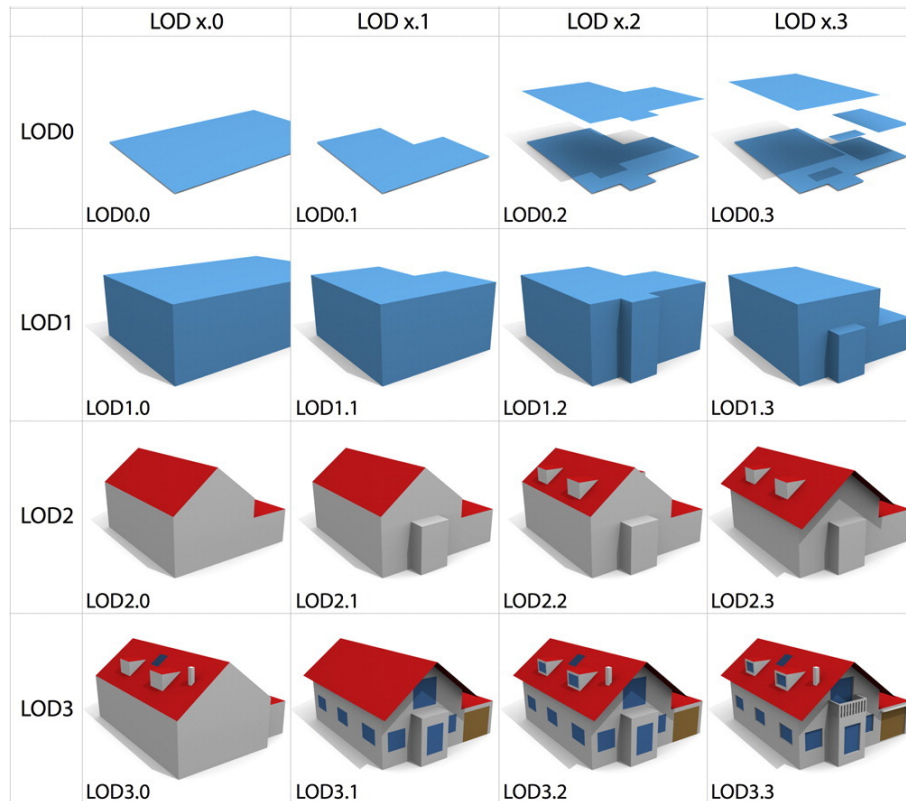 LOD x.0 LOD x.1 LOD x.2 LOD x.3
LOD0
LOD0.0 LOD0.1 LOD0.2 LOD0.3
LOD1
LOD1.0 LOD1.1 LOD1.2 LOD1.3
LOD2
LOD2.0 LOD2.1 LOD2.2 LOD2.3
LOD3
LOD3.0 LOD3.1 LOD3.2 LOD3.3